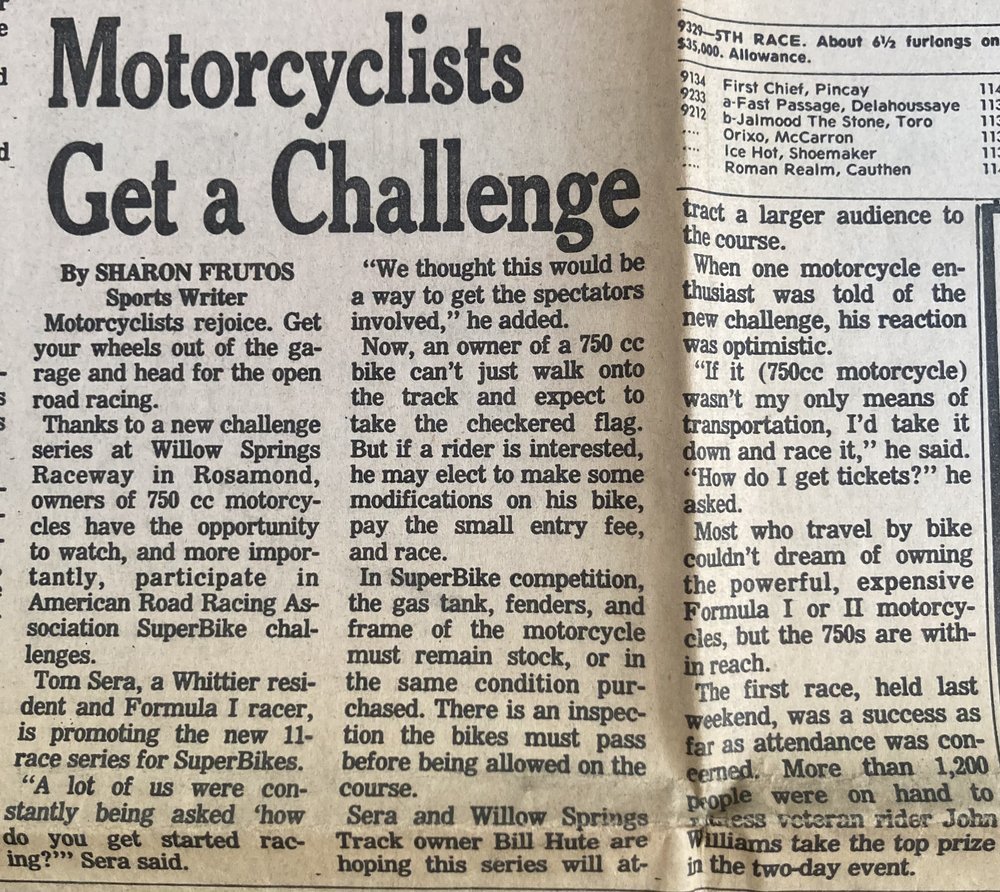 Motorcyclists
Get a Challenge
By SHARON FRUTOS
Sports Writer
Motorcyclists rejoice. Get
your wheels out of the ga-
rage and head for the open
road racing.
Thanks to a new challenge
series at Willow Springs
Raceway in Rosamond,
owners of 750 cc motorcy-
cles have the opportunity
to watch, and more impor-
tantly, participate in
American Road Racing As-
sociation SuperBike chal-
lenges.
Tom Sera, a Whittier resi-
dent and Formula I racer,
is promoting the new 11-
race series for SuperBikes.
"A lot of us were con-
stantly being asked 'how
do you get started rac-
ing?'" Sera said.
"We thought this would be
a way to get the spectators
involved," he added.
Now, an owner of a 750 cc
bike can't just walk onto
the track and expect to
take the checkered flag.
But if a rider is interested,
he may elect to make some
modifications on his bike,
pay the small entry fee,
and race.
In SuperBike competition,
the gas tank, fenders, and
frame of the motorcycle
must remain stock, or in
the same condition pur-
chased. There is an inspec-
tion the bikes must pass
before being allowed on the
course.
Sera and Willow Springs
Track owner Bill Hute are
hoping this series will at-
9329—5TH RACE. About 6½ furlongs on
$35,000. Allowance.
9134 First Chief, Pincay 114
9233 a-Fast Passage, Delahoussaye 113
9212 b-Jalmood The Stone, Toro 113
.... Orixo, McCarron 113
.... Ice Hot, Shoemaker 113
.... Roman Realm, Cauthen 11
tract a larger audience to
the course.
When one motorcycle en-
thusiast was told of the
new challenge, his reaction
was optimistic.
"If it (750cc motorcycle)
wasn't my only means of
transportation, I'd take it
down and race it," he said.
"How do I get tickets?" he
asked.
Most who travel by bike
couldn't dream of owning
the powerful, expensive
Formula I or II motorcy-
cles, but the 750s are with-
in reach.
The first race, held last
weekend, was a success as
far as attendance was con-
cerned. More than 1,200
people were on hand to
witness veteran rider John
Williams take the top prize
in the two-day event.